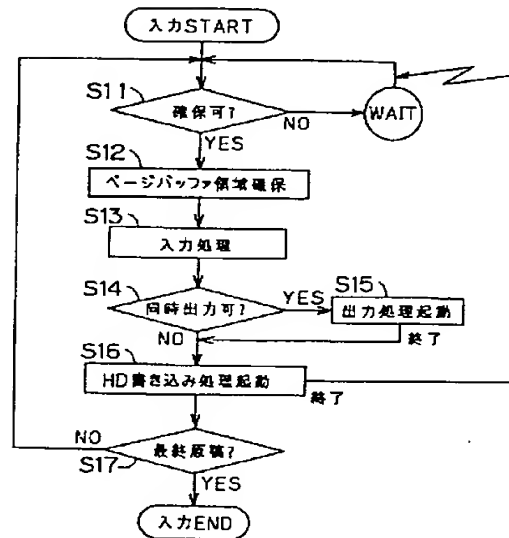 入力START
S11
確保可?
NO
WAIT
YES
S12
ページバッファ領域確保
S13
入力処理
S14
同時出力可?
YES
S15
出力処理起動
NO
終了
S16
HD書き込み処理起動
終了
NO
最終原稿?
S17
YES
入力END